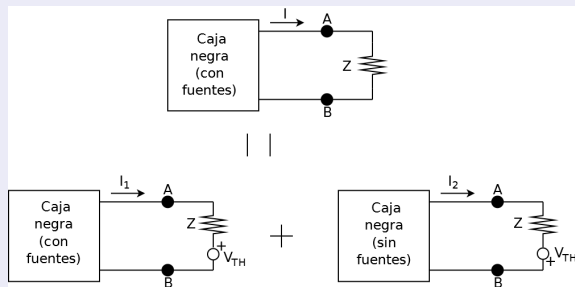 I
A
Caja
negra
(con
fuentes)
Z
B
I1
A
Caja
negra
(con
fuentes)
Z
+
VTH
B
+
I2
A
Caja
negra
(sin
fuentes)
Z
VTH
+
B